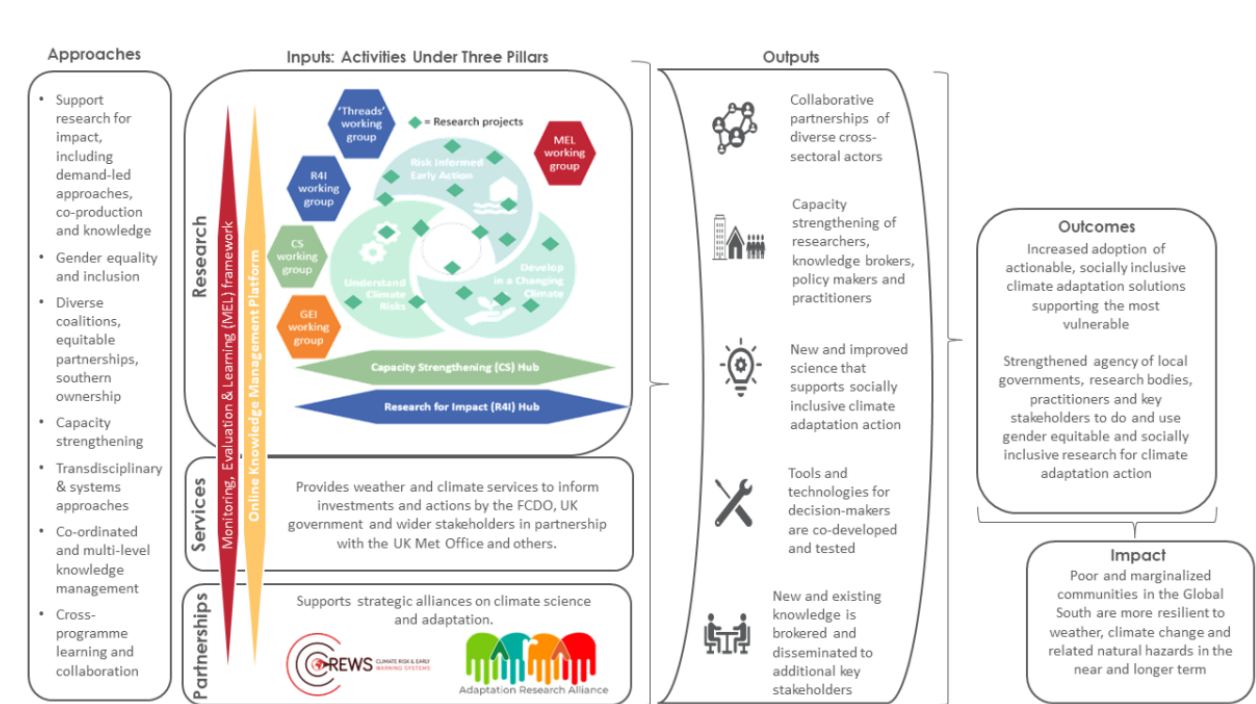 Approaches
• Support
research for
impact,
including
demand-led
approaches,
co-production
and knowledge
• Gender equality
and inclusion
• Diverse
coalitions,
equitable
partnerships,
southern
ownership
• Capacity
strengthening
• Transdisciplinary
& systems
approaches
• Co-ordinated
and multi-level
knowledge
management
• Cross-
programme
learning and
collaboration
Inputs: Activities Under Three Pillars
Research
Monitoring, Evaluation & Learning (MEL) framework
Online Knowledge Management Platform
'Threads'
working
group
= Research projects
MEL
working
group
R4I
working
group
CS
working
group
GEI
working
group
Risk Informed
Early Action
Understand
Climate
Risks
Develop
in a Changing
Climate
Capacity Strengthening (CS) Hub
Research for Impact (R4I) Hub
Services
Provides weather and climate services to inform
investments and actions by the FCDO, UK
government and wider stakeholders in partnership
with the UK Met Office and others.
Partnerships
Supports strategic alliances on climate science
and adaptation.
CREWS
CLIMATE RISK & EARLY
WARNING SYSTEMS
Adaptation Research Alliance
Outputs
Collaborative
partnerships of
diverse cross-
sectoral actors
Capacity
strengthening of
researchers,
knowledge brokers,
policy makers and
practitioners
New and improved
science that
supports socially
inclusive climate
adaptation action
Tools and
technologies for
decision-makers
are co-developed
and tested
New and existing
knowledge is
brokered and
disseminated to
additional key
stakeholders
Outcomes
Increased adoption of
actionable, socially inclusive
climate adaptation solutions
supporting the most
vulnerable
Strengthened agency of local
governments, research bodies,
practitioners and key
stakeholders to do and use
gender equitable and socially
inclusive research for climate
adaptation action
Impact
Poor and marginalized
communities in the Global
South are more resilient to
weather, climate change and
related natural hazards in the
near and longer term